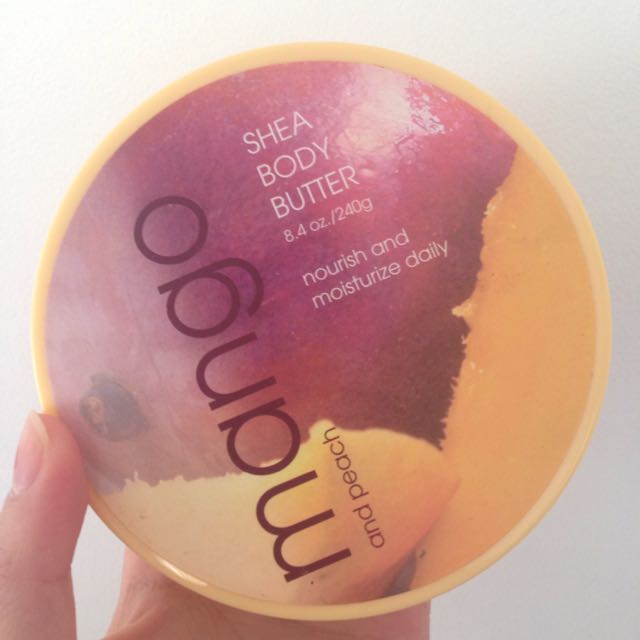 SHEA
BODY
BUTTER
8.4 oz./240g
nourish and
moisturize daily
mango
and peach